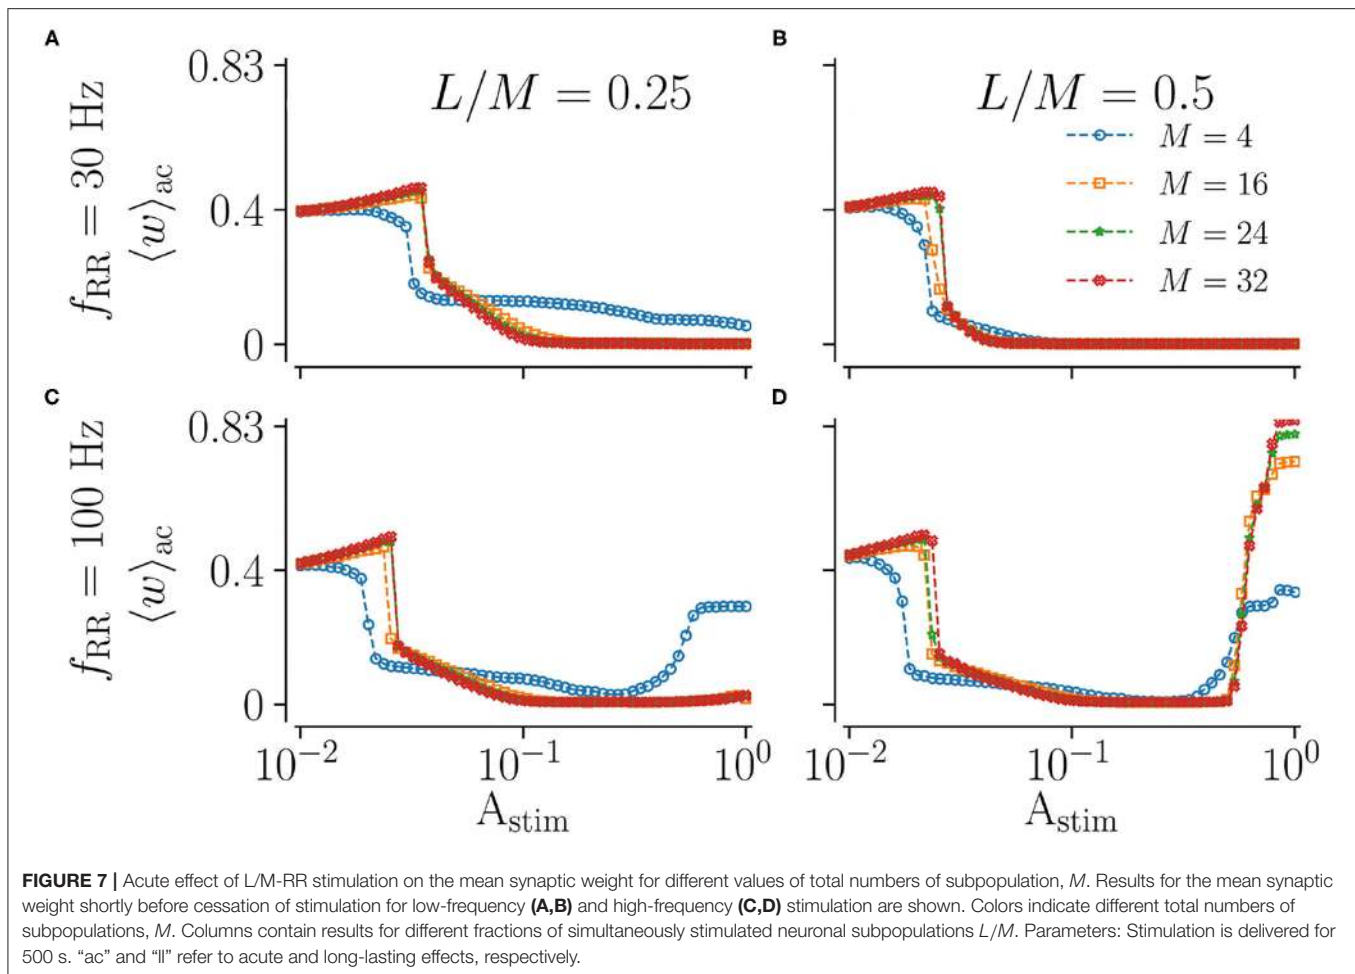 A
B
0.83
L/M = 0.25
L/M = 0.5
M = 4
M = 16
M = 24
M = 32
f_RR = 30 Hz
⟨w⟩_ac
0.4
0
C
D
0.83
0.83
f_RR = 100 Hz
⟨w⟩_ac
0.4
0.4
0
0
10^−2
10^−1
10^0
10^−2
10^−1
10^0
A_stim
A_stim
FIGURE 7 | Acute effect of L/M-RR stimulation on the mean synaptic weight for different values of total numbers of subpopulation, M. Results for the mean synaptic
weight shortly before cessation of stimulation for low-frequency (A,B) and high-frequency (C,D) stimulation are shown. Colors indicate different total numbers of
subpopulations, M. Columns contain results for different fractions of simultaneously stimulated neuronal subpopulations L/M. Parameters: Stimulation is delivered for
500 s. “ac” and “ll” refer to acute and long-lasting effects, respectively.